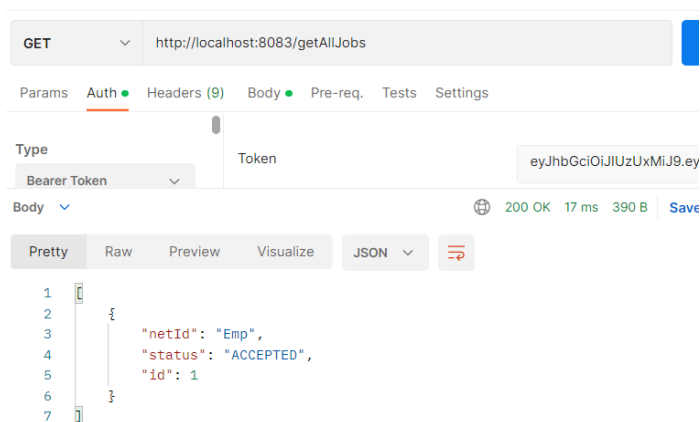 GET http://localhost:8083/getAllJobs
Params Auth Headers (9) Body Pre-req. Tests Settings
Type
Token
eyJhbGciOiJIUzUxMiJ9.ey
Bearer Token
Body 200 OK 17 ms 390 B Save
Pretty Raw Preview Visualize JSON
1 [
2 {
3 "netId": "Emp",
4 "status": "ACCEPTED",
5 "id": 1
6 }
7 ]